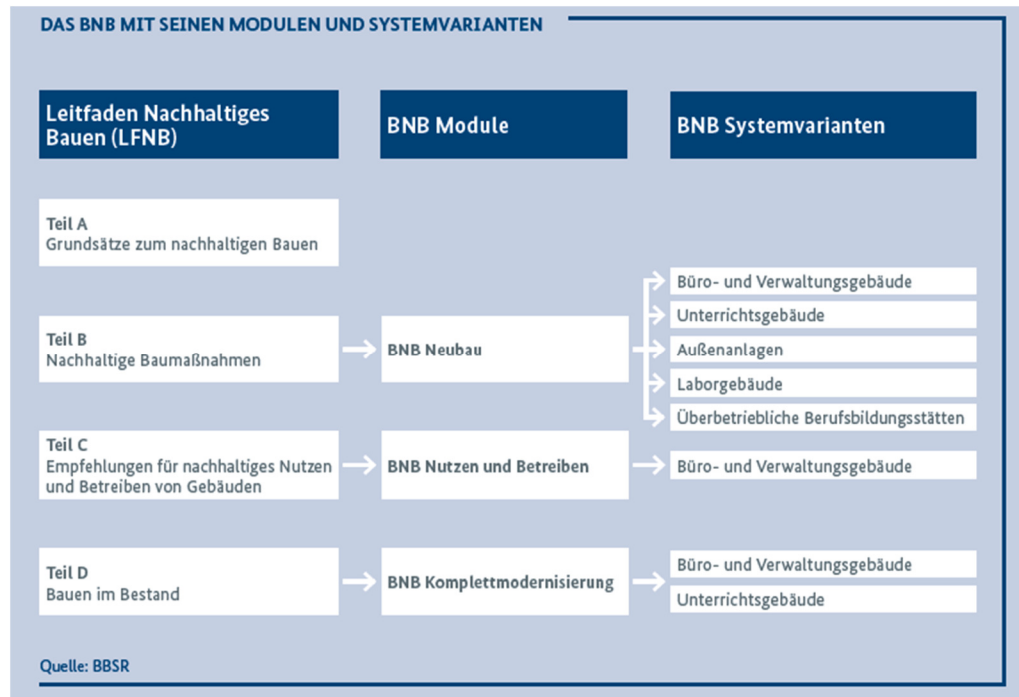 DAS BNB MIT SEINEN MODULEN UND SYSTEMVARIANTEN
Leitfaden Nachhaltiges
Bauen (LFNB)
BNB Module
BNB Systemvarianten
Teil A
Grundsätze zum nachhaltigen Bauen
Teil B
Nachhaltige Baumaßnahmen
BNB Neubau
Büro- und Verwaltungsgebäude
Unterrichtsgebäude
Außenanlagen
Laborgebäude
Überbetriebliche Berufsbildungsstätten
Teil C
Empfehlungen für nachhaltiges Nutzen
und Betreiben von Gebäuden
BNB Nutzen und Betreiben
Büro- und Verwaltungsgebäude
Teil D
Bauen im Bestand
BNB Komplettmodernisierung
Büro- und Verwaltungsgebäude
Unterrichtsgebäude
Quelle: BBSR